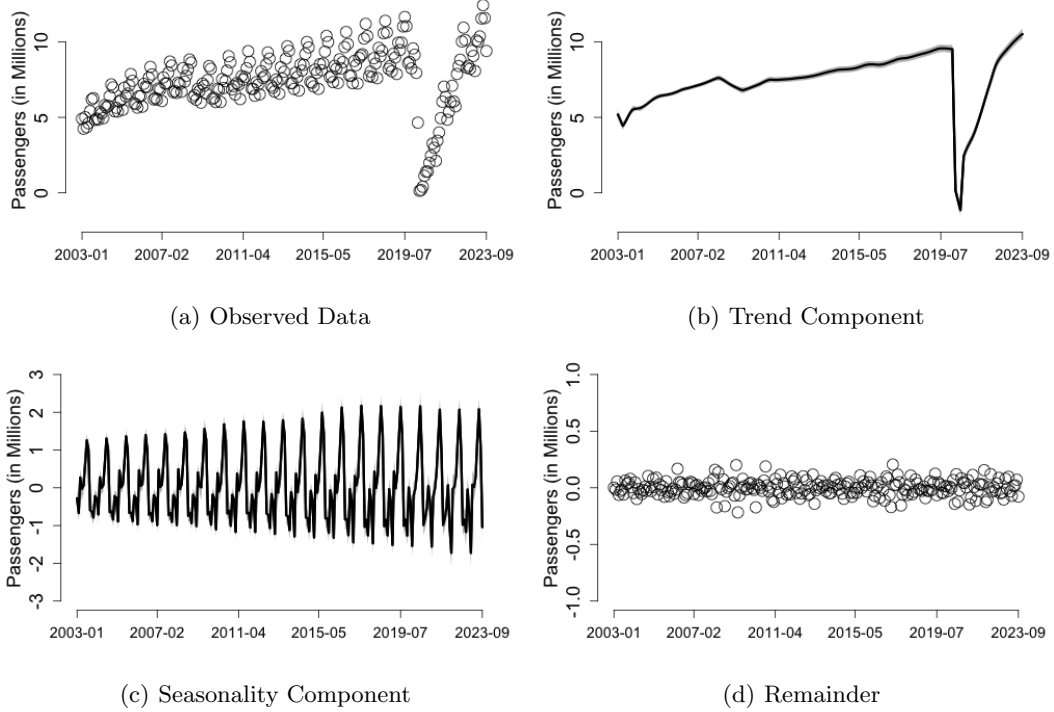 Passengers (in Millions)
10
5
0
2003-01 2007-02 2011-04 2015-05 2019-07 2023-09
(a) Observed Data
Passengers (in Millions)
10
5
0
2003-01 2007-02 2011-04 2015-05 2019-07 2023-09
(b) Trend Component
Passengers (in Millions)
3
2
1
0
-1
-2
-3
2003-01 2007-02 2011-04 2015-05 2019-07 2023-09
(c) Seasonality Component
Passengers (in Millions)
1.0
0.5
0.0
-0.5
-1.0
2003-01 2007-02 2011-04 2015-05 2019-07 2023-09
(d) Remainder